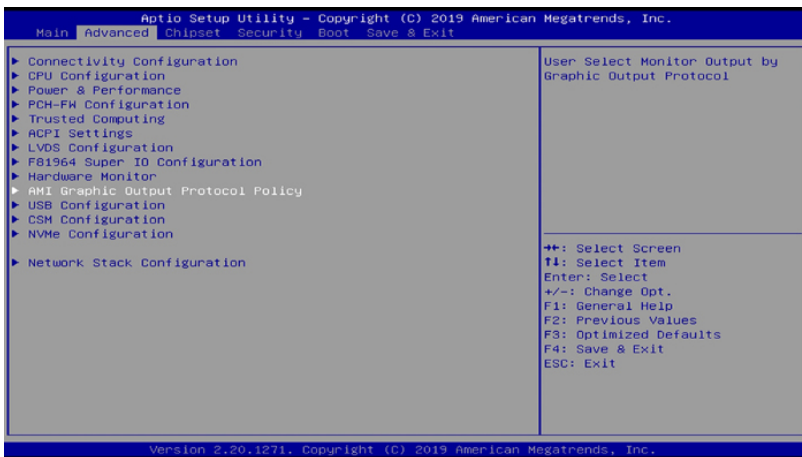 Aptio Setup Utility – Copyright (C) 2019 American Megatrends, Inc.
Main Advanced Chipset Security Boot Save & Exit
▶ Connectivity Configuration
▶ CPU Configuration
▶ Power & Performance
▶ PCH-FW Configuration
▶ Trusted Computing
▶ ACPI Settings
▶ LVDS Configuration
▶ F81964 Super IO Configuration
▶ Hardware Monitor
▶ AMI Graphic Output Protocol Policy
▶ USB Configuration
▶ CSM Configuration
▶ NVMe Configuration
▶ Network Stack Configuration
User Select Monitor Output by
Graphic Output Protocol
→←: Select Screen
↑↓: Select Item
Enter: Select
+/-: Change Opt.
F1: General Help
F2: Previous Values
F3: Optimized Defaults
F4: Save & Exit
ESC: Exit
Version 2.20.1271. Copyright (C) 2019 American Megatrends, Inc.